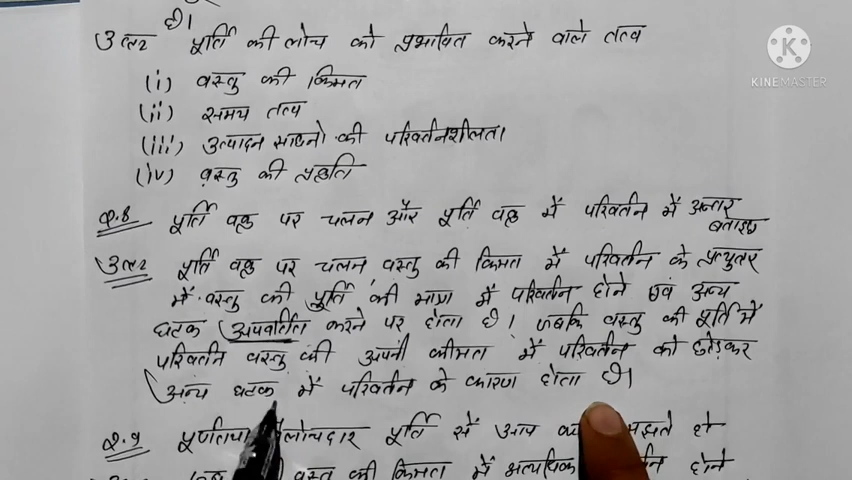 है।
उत्तर पूर्ति की लोच को प्रभावित करने वाले तत्व
(i) वस्तु की किमत
(ii) समय तत्व
(iii) उत्पादन साधनो की परिवर्तनशीलता
(iv) वस्तु की प्रकृति
Q.8 पूर्ति वक्र पर चलन और पूर्ति वक्र में परिवर्तन में अन्तर बताइए
उत्तर पूर्ति वक्र पर चलन वस्तु की किमत में परिवर्तन के प्रत्युतर
में वस्तु की पूर्ति की मात्रा में परिवर्तन होने एवं अन्य
घटक अपवर्तित करने पर होता है। जबकि वस्तु की पूर्ति में
परिवर्तन वस्तु की अपनी कीमत में परिवर्तन को छोड़कर
अन्य घटक में परिवर्तन के कारण होता है।
Q.9 पूर्णतया लोचदार पूर्ति से आप
वस्तु की किमत में अत्यधिक होने
KINEMASTER